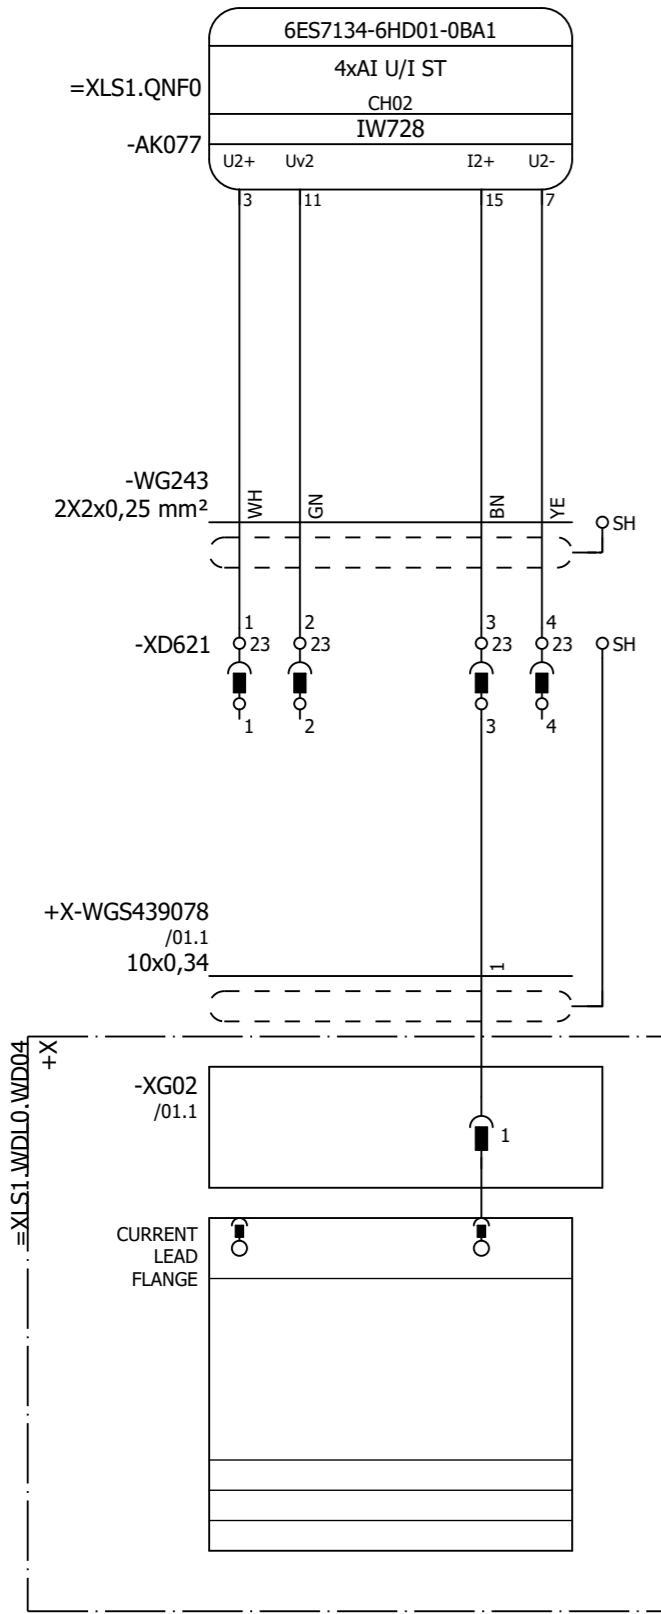 6ES7134-6HD01-0BA1
4xAI U/I ST
=XLS1.QNF0
CH02
IW728
-AK077
U2+ Uv2 I2+ U2-
3 11 15 7
-WG243
2X2x0,25 mm²
WH GN BN YE
SH
1 2 3 4
-XD621 23 23 23 23 SH
1 2 3 4
+X-WGS439078
/01.1
10x0,34
1
=XLS1.WDL0.WD04
+X
-XG02
/01.1
1
CURRENT
LEAD
FLANGE